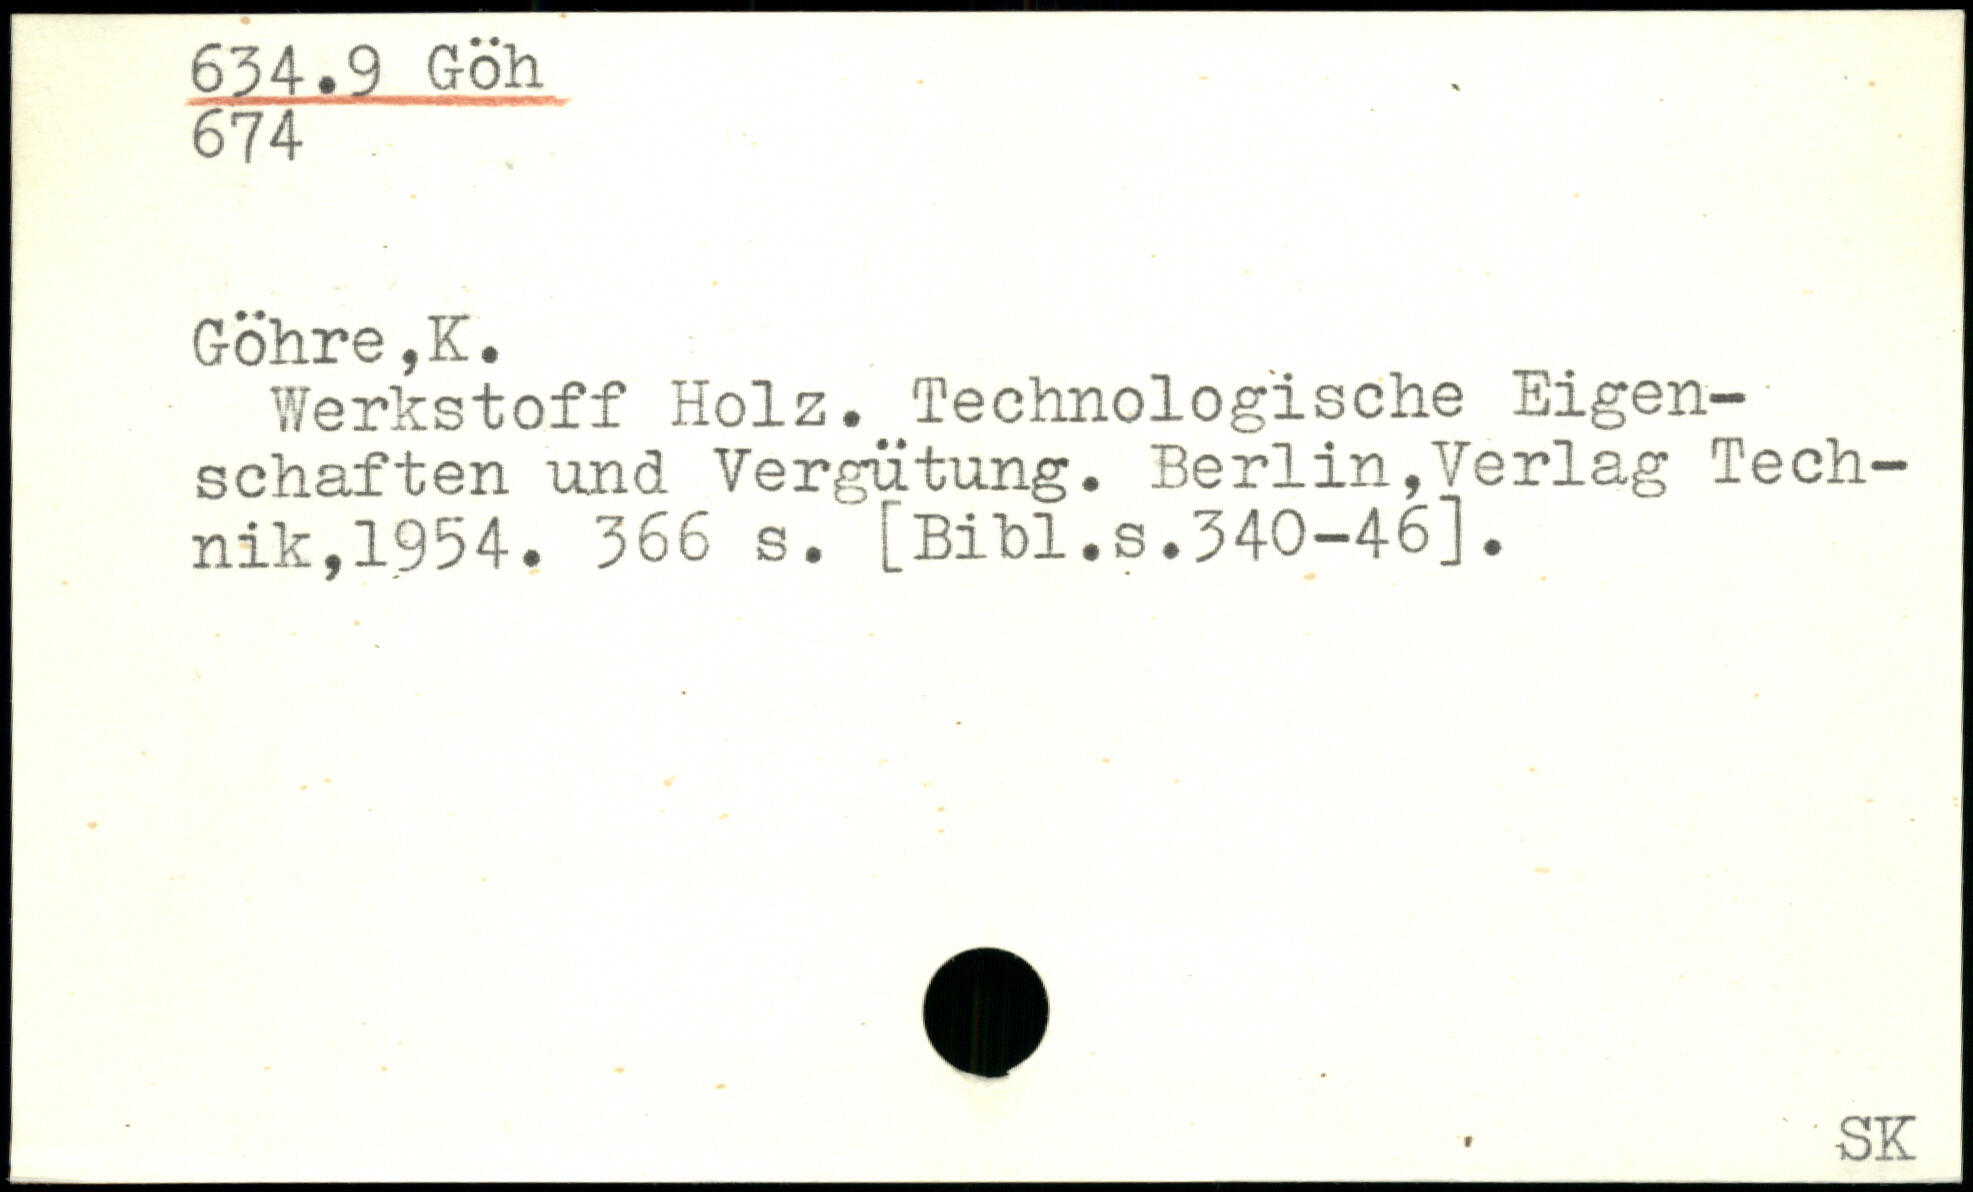 634.9 Göh
674
Göhre,K.
Werkstoff Holz. Technologische Eigen-
schaften und Vergütung. Berlin,Verlag Tech-
nik,1954. 366 s. [Bibl.s.340-46].
SK